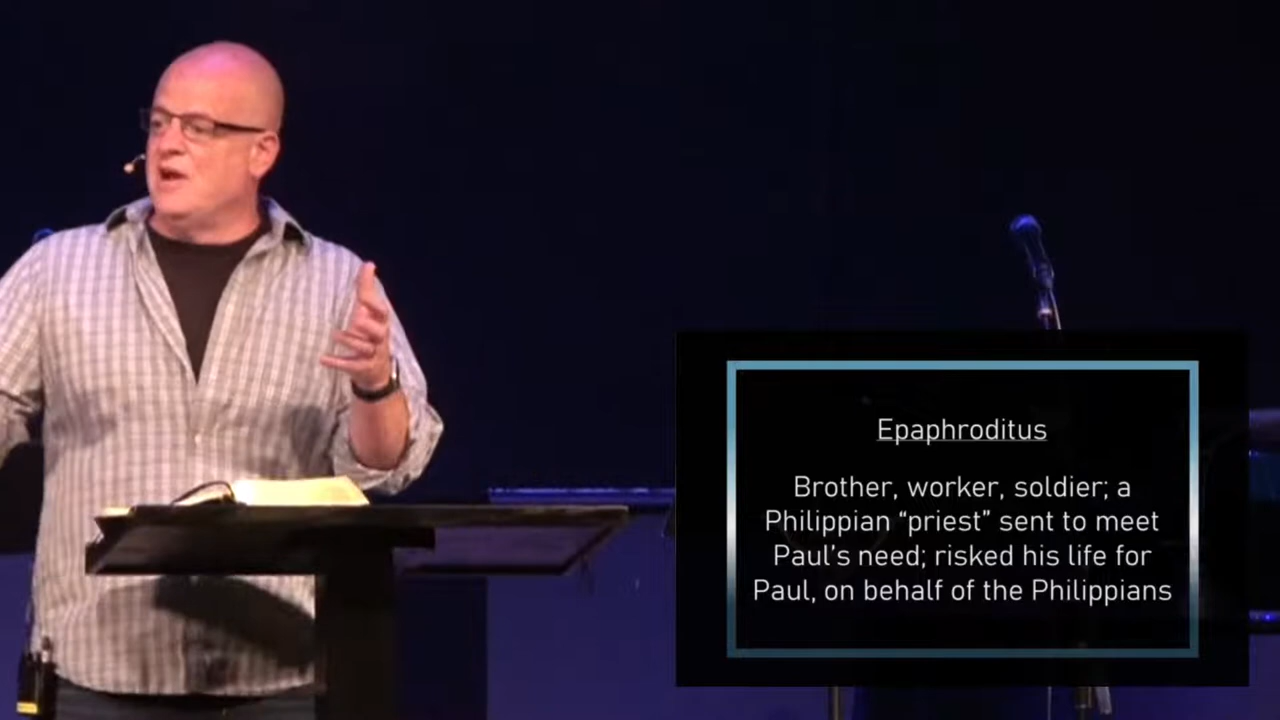 Epaphroditus
Brother, worker, soldier; a
Philippian “priest” sent to meet
Paul’s need; risked his life for
Paul, on behalf of the Philippians